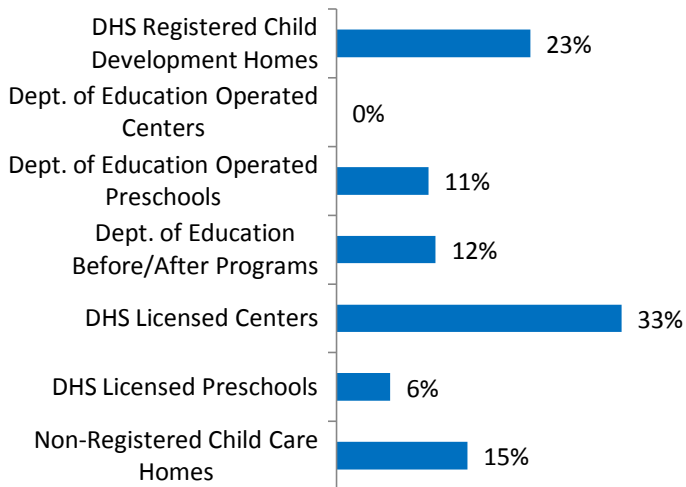 DHS Registered Child
Development Homes
23%
Dept. of Education Operated
Centers
0%
Dept. of Education Operated
Preschools
11%
Dept. of Education
Before/After Programs
12%
DHS Licensed Centers
33%
DHS Licensed Preschools
6%
Non-Registered Child Care
Homes
15%